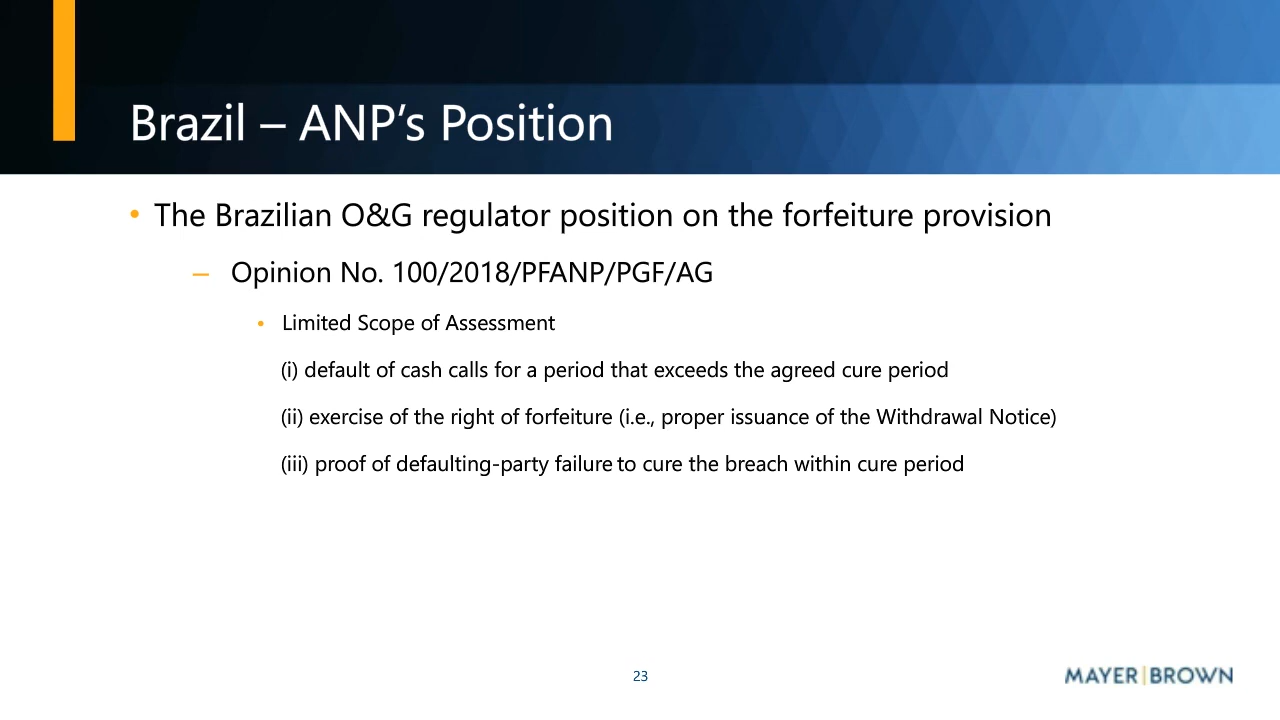 Brazil – ANP’s Position
• The Brazilian O&G regulator position on the forfeiture provision
– Opinion No. 100/2018/PFANP/PGF/AG
• Limited Scope of Assessment
(i) default of cash calls for a period that exceeds the agreed cure period
(ii) exercise of the right of forfeiture (i.e., proper issuance of the Withdrawal Notice)
(iii) proof of defaulting-party failure to cure the breach within cure period
23
MAYER|BROWN